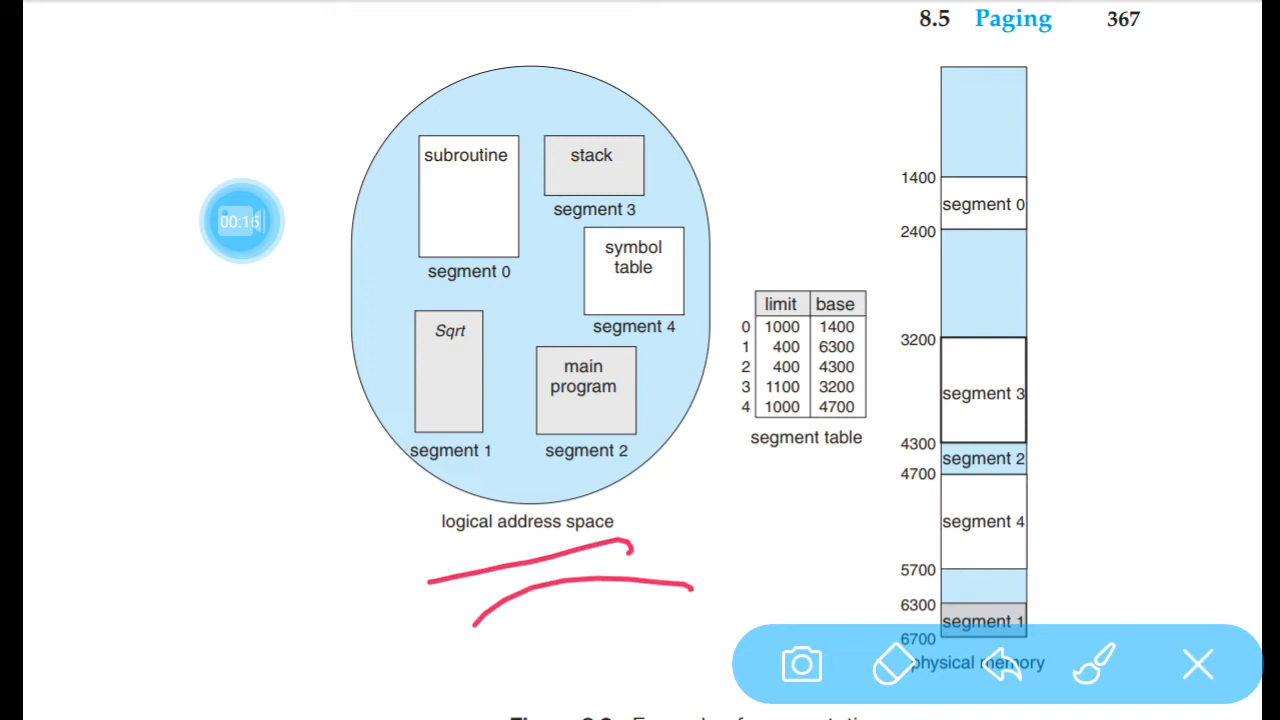 8.5 Paging 367
subroutine
segment 0
stack
segment 3
symbol
table
segment 4
Sqrt
segment 1
main
program
segment 2
logical address space
00:16
limit base
0 1000 1400
1 400 6300
2 400 4300
3 1100 3200
4 1000 4700
segment table
1400
segment 0
2400
3200
segment 3
4300
segment 2
4700
segment 4
5700
6300
segment 1
6700
physical memory